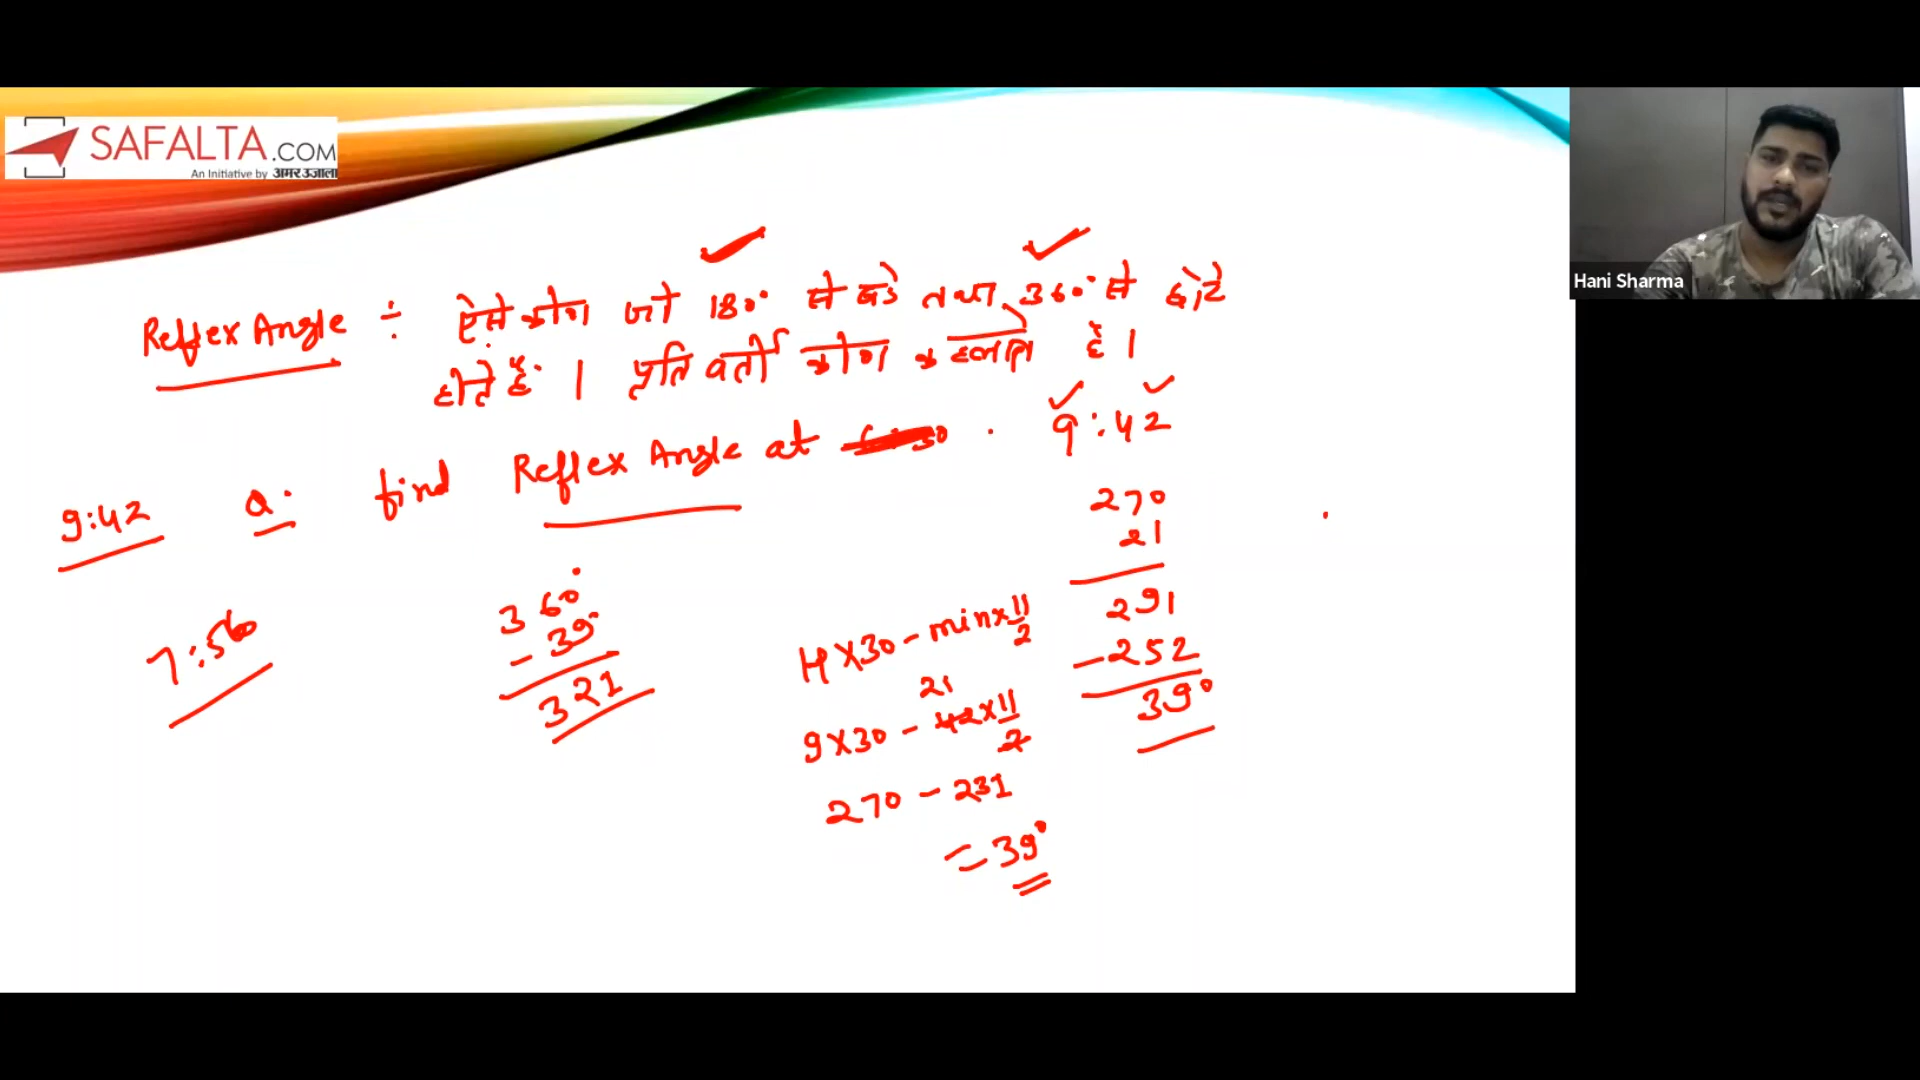 SAFALTA.COM
An Initiative by अमर उजाला
Hani Sharma
Reflex Angle ÷ ऐसे कोण जो 180° से बड़े तथा 360° से छोटे
होते हैं। प्रतिवर्ती कोण कहलाते हैं।
9:42 Q. find Reflex Angle at 6:30 . 9:42
7:56
360°
- 39°
321
H×30 - min×11/2
21
9×30 - 42×11/2
270 - 231
= 39°
270
21
291
- 252
39°